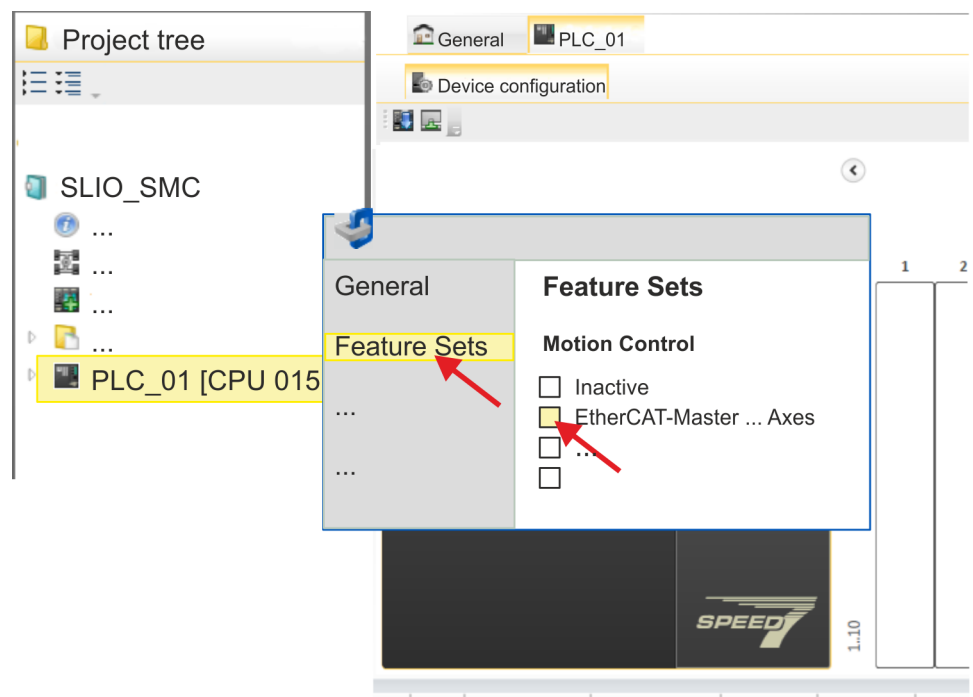 Project tree
SLIO_SMC
...
...
...
...
PLC_01 [CPU 015
General
PLC_01
Device configuration
General
Feature Sets
...
...
Feature Sets
Motion Control
Inactive
EtherCAT-Master ... Axes
...
1
2
SPEED7
1..10